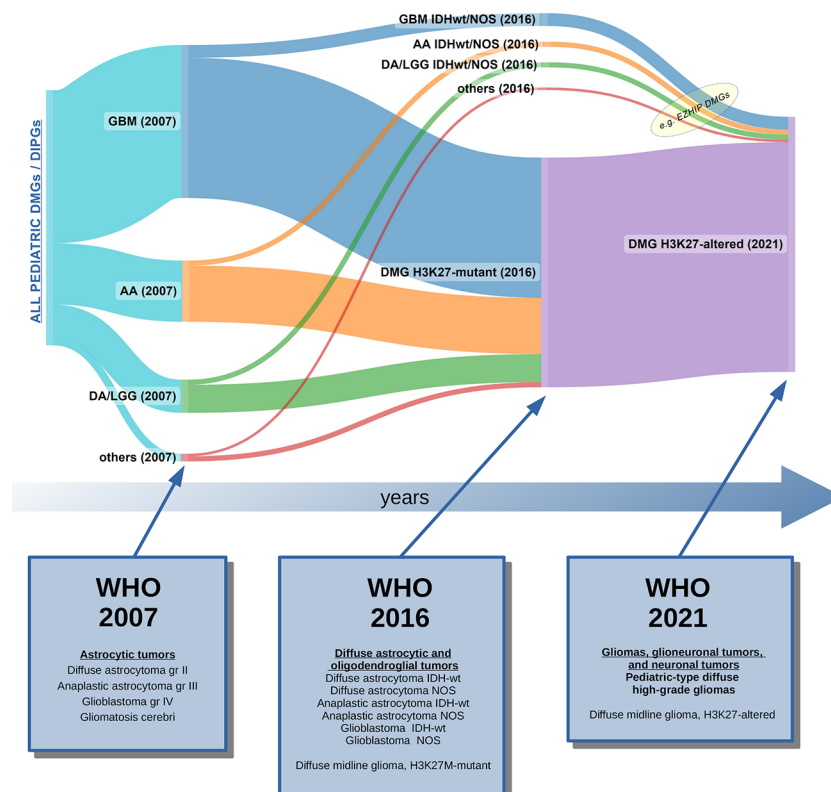 ALL PEDIATRIC DMGs / DIPGs
GBM (2007)
AA (2007)
DA/LGG (2007)
others (2007)
GBM IDHwt/NOS (2016)
AA IDHwt/NOS (2016)
DA/LGG IDHwt/NOS (2016)
others (2016)
DMG H3K27-mutant (2016)
e.g. EZHIP DMGs
DMG H3K27-altered (2021)
years
WHO
2007
Astrocytic tumors
Diffuse astrocytoma gr II
Anaplastic astrocytoma gr III
Glioblastoma gr IV
Gliomatosis cerebri
WHO
2016
Diffuse astrocytic and
oligodendroglial tumors
Diffuse astrocytoma IDH-wt
Diffuse astrocytoma NOS
Anaplastic astrocytoma IDH-wt
Anaplastic astrocytoma NOS
Glioblastoma IDH-wt
Glioblastoma NOS
Diffuse midline glioma, H3K27M-mutant
WHO
2021
Gliomas, glioneuronal tumors,
and neuronal tumors
Pediatric-type diffuse
high-grade gliomas
Diffuse midline glioma, H3K27-altered